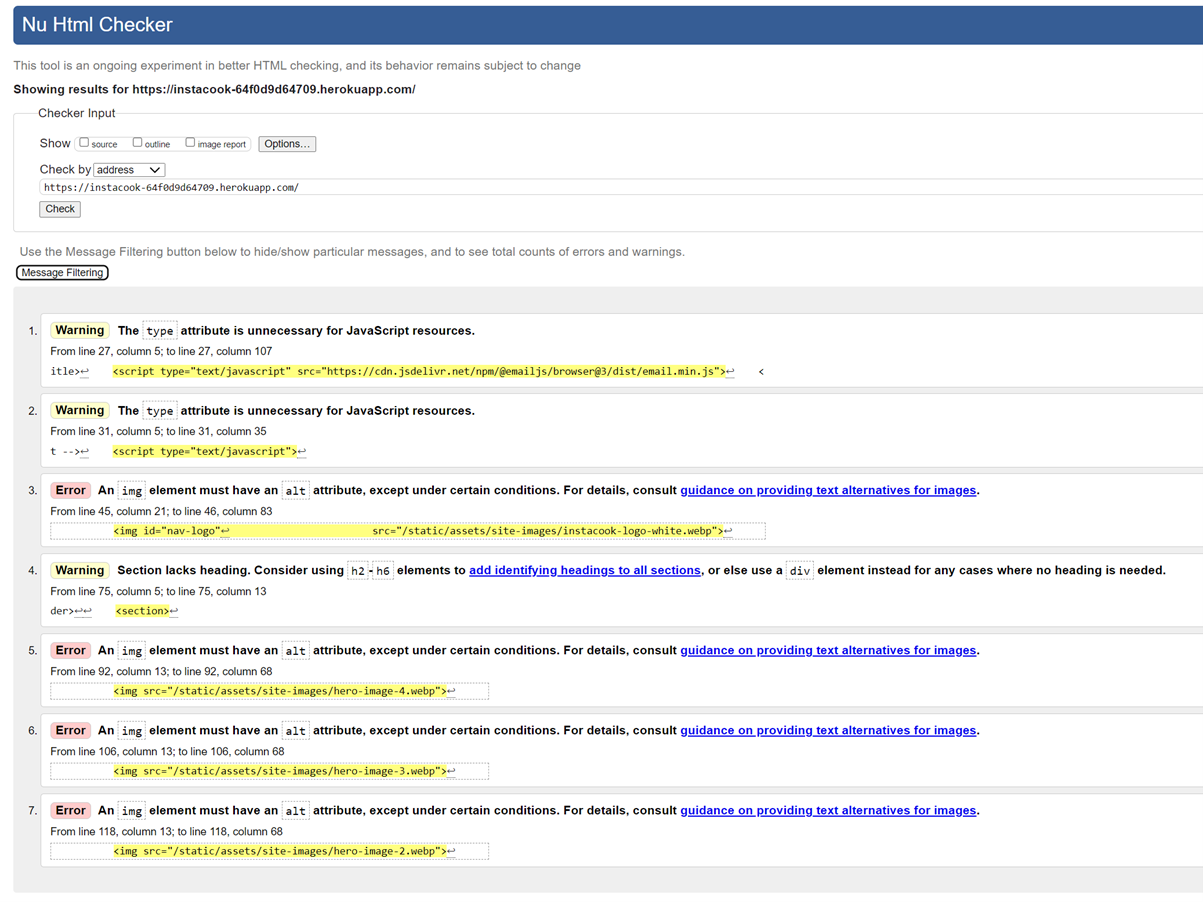 Nu Html Checker
This tool is an ongoing experiment in better HTML checking, and its behavior remains subject to change
Showing results for https://instacook-64f0d9d64709.herokuapp.com/
Checker Input
Show source outline image report Options...
Check by address
https://instacook-64f0d9d64709.herokuapp.com/
Check
Use the Message Filtering button below to hide/show particular messages, and to see total counts of errors and warnings.
Message Filtering
1. Warning The type attribute is unnecessary for JavaScript resources.
From line 27, column 5; to line 27, column 107
itle>↩ <script type="text/javascript" src="https://cdn.jsdelivr.net/npm/@emailjs/browser@3/dist/email.min.js">↩ <
2. Warning The type attribute is unnecessary for JavaScript resources.
From line 31, column 5; to line 31, column 35
t -->↩ <script type="text/javascript">↩
3. Error An img element must have an alt attribute, except under certain conditions. For details, consult guidance on providing text alternatives for images.
From line 45, column 21; to line 46, column 83
<img id="nav-logo"↩ src="/static/assets/site-images/instacook-logo-white.webp">↩
4. Warning Section lacks heading. Consider using h2-h6 elements to add identifying headings to all sections, or else use a div element instead for any cases where no heading is needed.
From line 75, column 5; to line 75, column 13
der>↩↩ <section>↩
5. Error An img element must have an alt attribute, except under certain conditions. For details, consult guidance on providing text alternatives for images.
From line 92, column 13; to line 92, column 68
<img src="/static/assets/site-images/hero-image-4.webp">↩
6. Error An img element must have an alt attribute, except under certain conditions. For details, consult guidance on providing text alternatives for images.
From line 106, column 13; to line 106, column 68
<img src="/static/assets/site-images/hero-image-3.webp">↩
7. Error An img element must have an alt attribute, except under certain conditions. For details, consult guidance on providing text alternatives for images.
From line 118, column 13; to line 118, column 68
<img src="/static/assets/site-images/hero-image-2.webp">↩